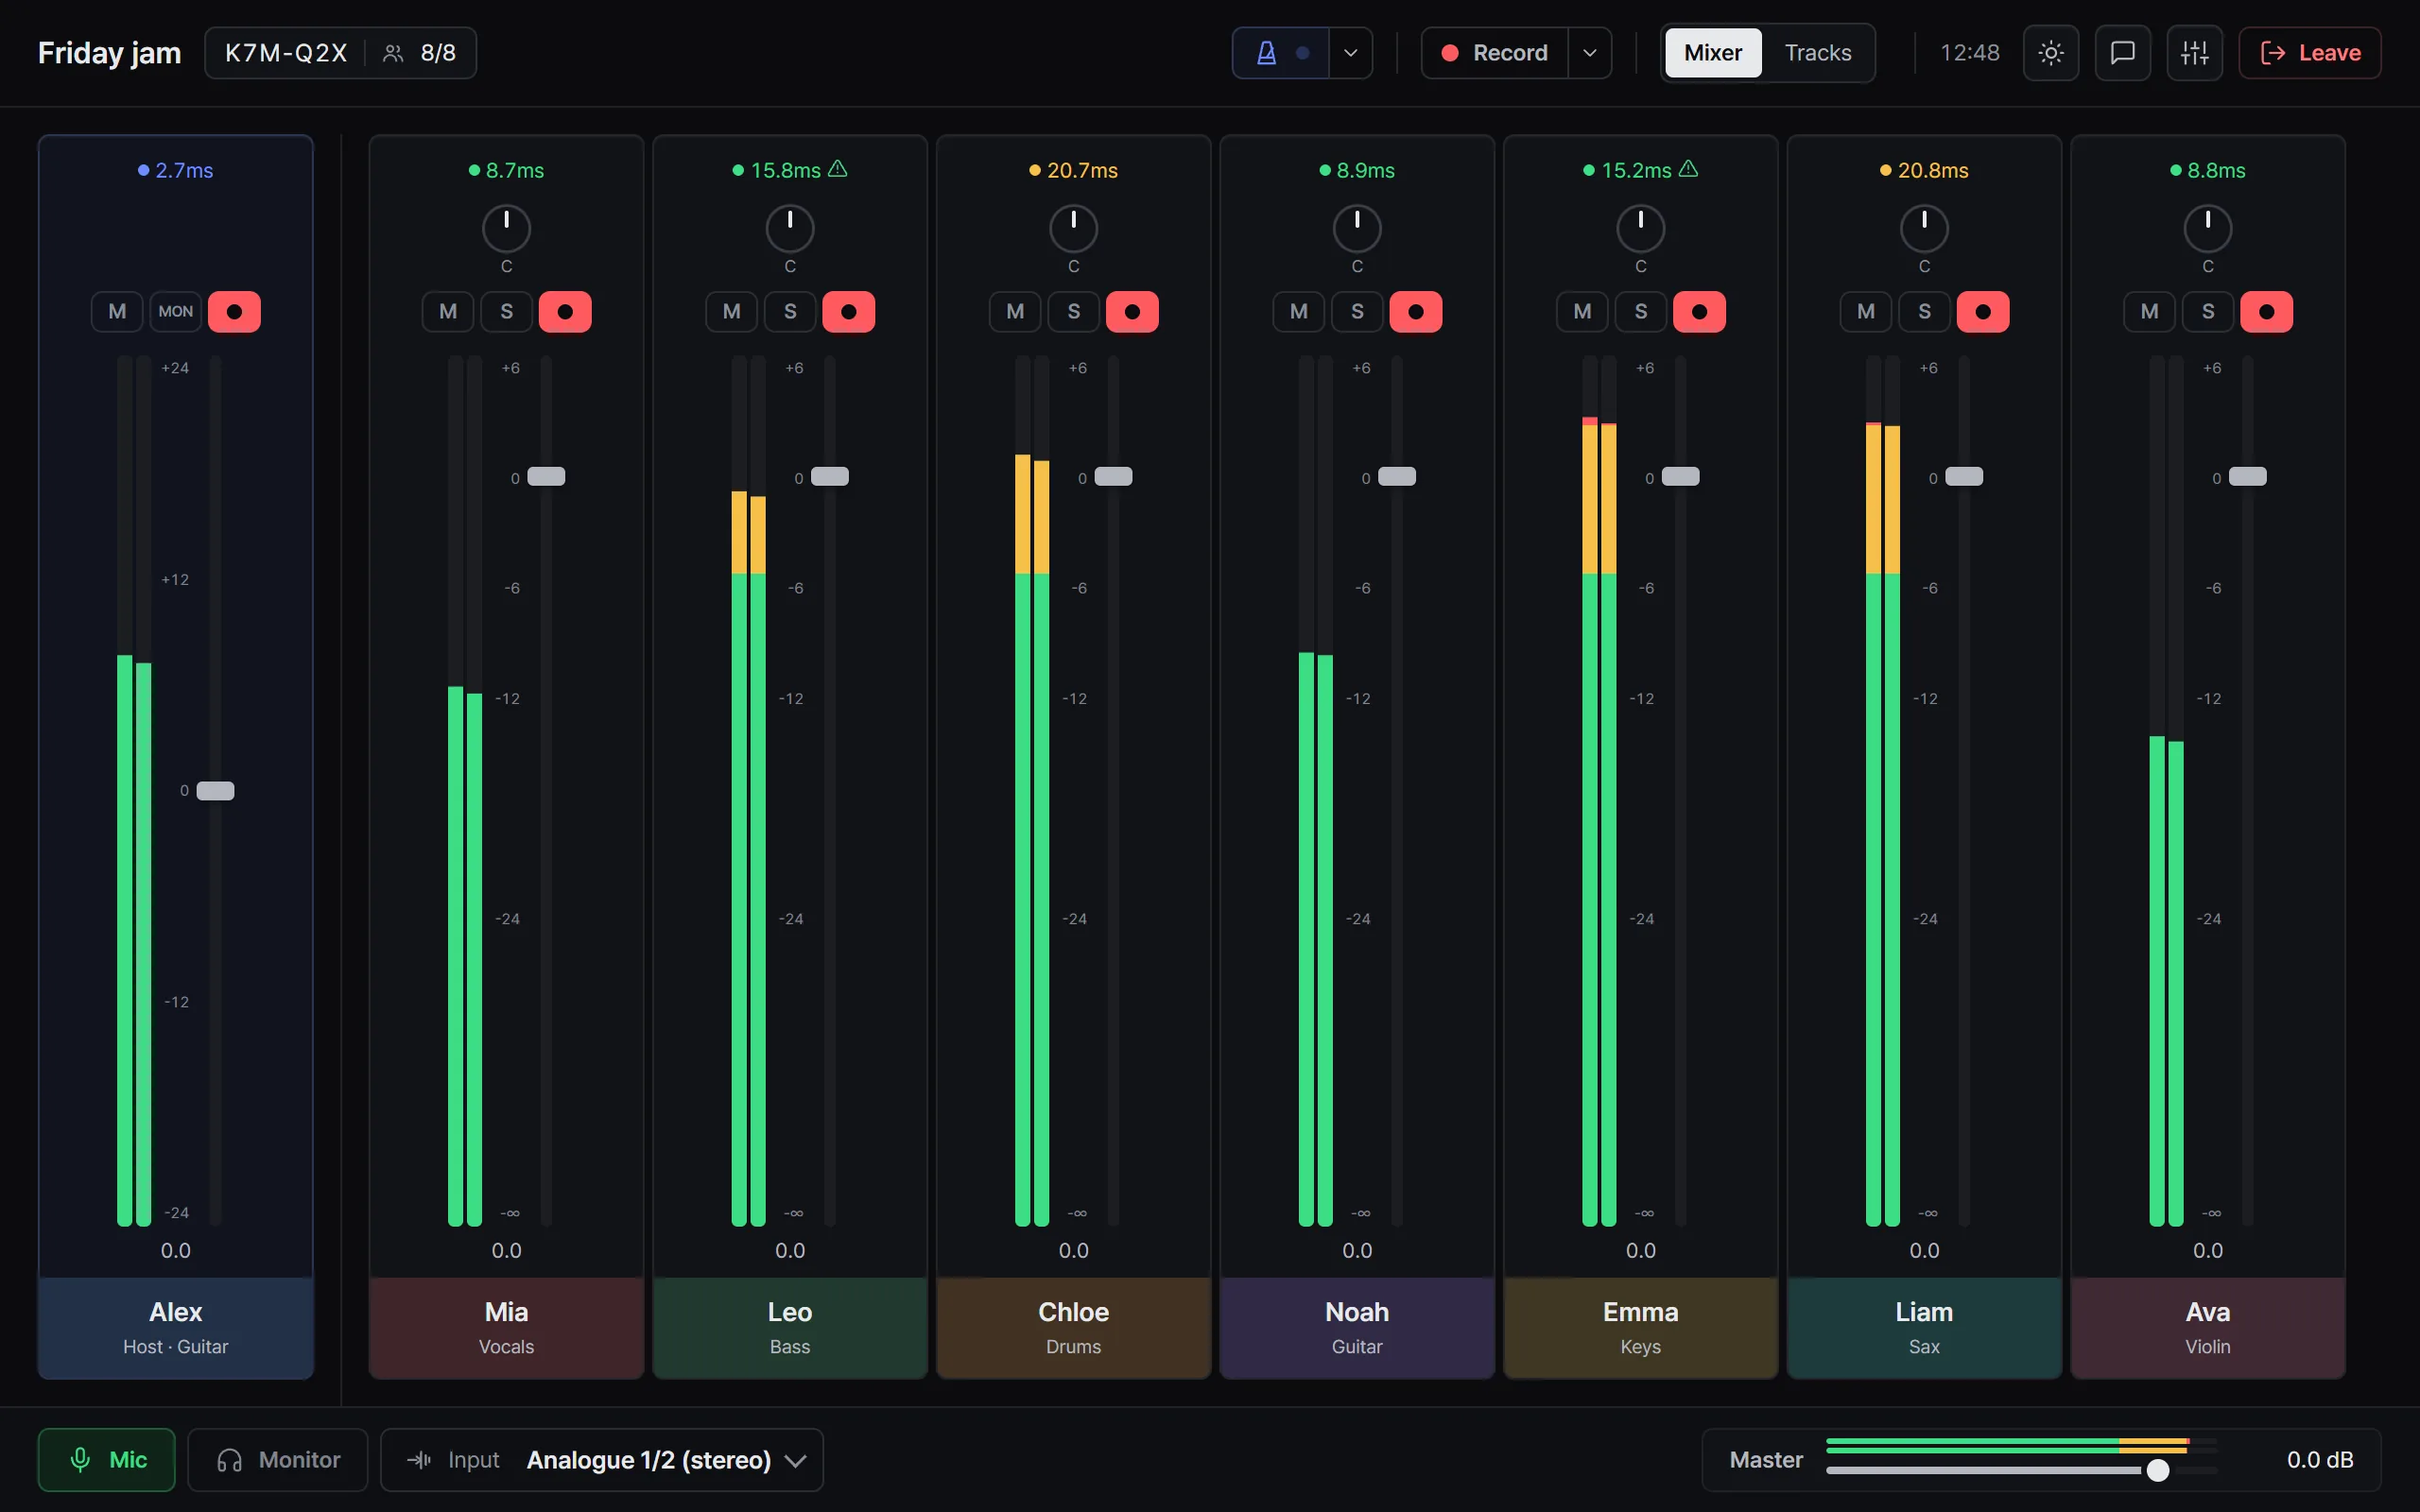 Friday jam
K7M-Q2X 8/8
Record
Mixer Tracks
12:48
Leave
2.7ms
M MON
+24
+12
0
-12
-24
0.0
Alex
Host · Guitar
8.7ms
C
M S
+6
0
-6
-12
-24
-∞
0.0
Mia
Vocals
15.8ms
C
M S
+6
0
-6
-12
-24
-∞
0.0
Leo
Bass
20.7ms
C
M S
+6
0
-6
-12
-24
-∞
0.0
Chloe
Drums
8.9ms
C
M S
+6
0
-6
-12
-24
-∞
0.0
Noah
Guitar
15.2ms
C
M S
+6
0
-6
-12
-24
-∞
0.0
Emma
Keys
20.8ms
C
M S
+6
0
-6
-12
-24
-∞
0.0
Liam
Sax
8.8ms
C
M S
+6
0
-6
-12
-24
-∞
0.0
Ava
Violin
Mic
Monitor
Input Analogue 1/2 (stereo)
Master 0.0 dB